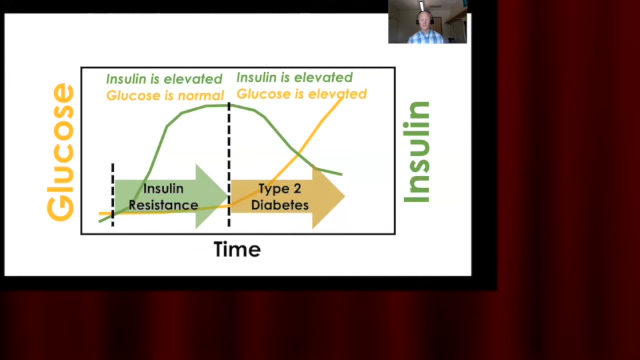 Insulin is elevated
Glucose is normal
Insulin is elevated
Glucose is elevated
Glucose
Insulin
Insulin
Resistance
Type 2
Diabetes
Time